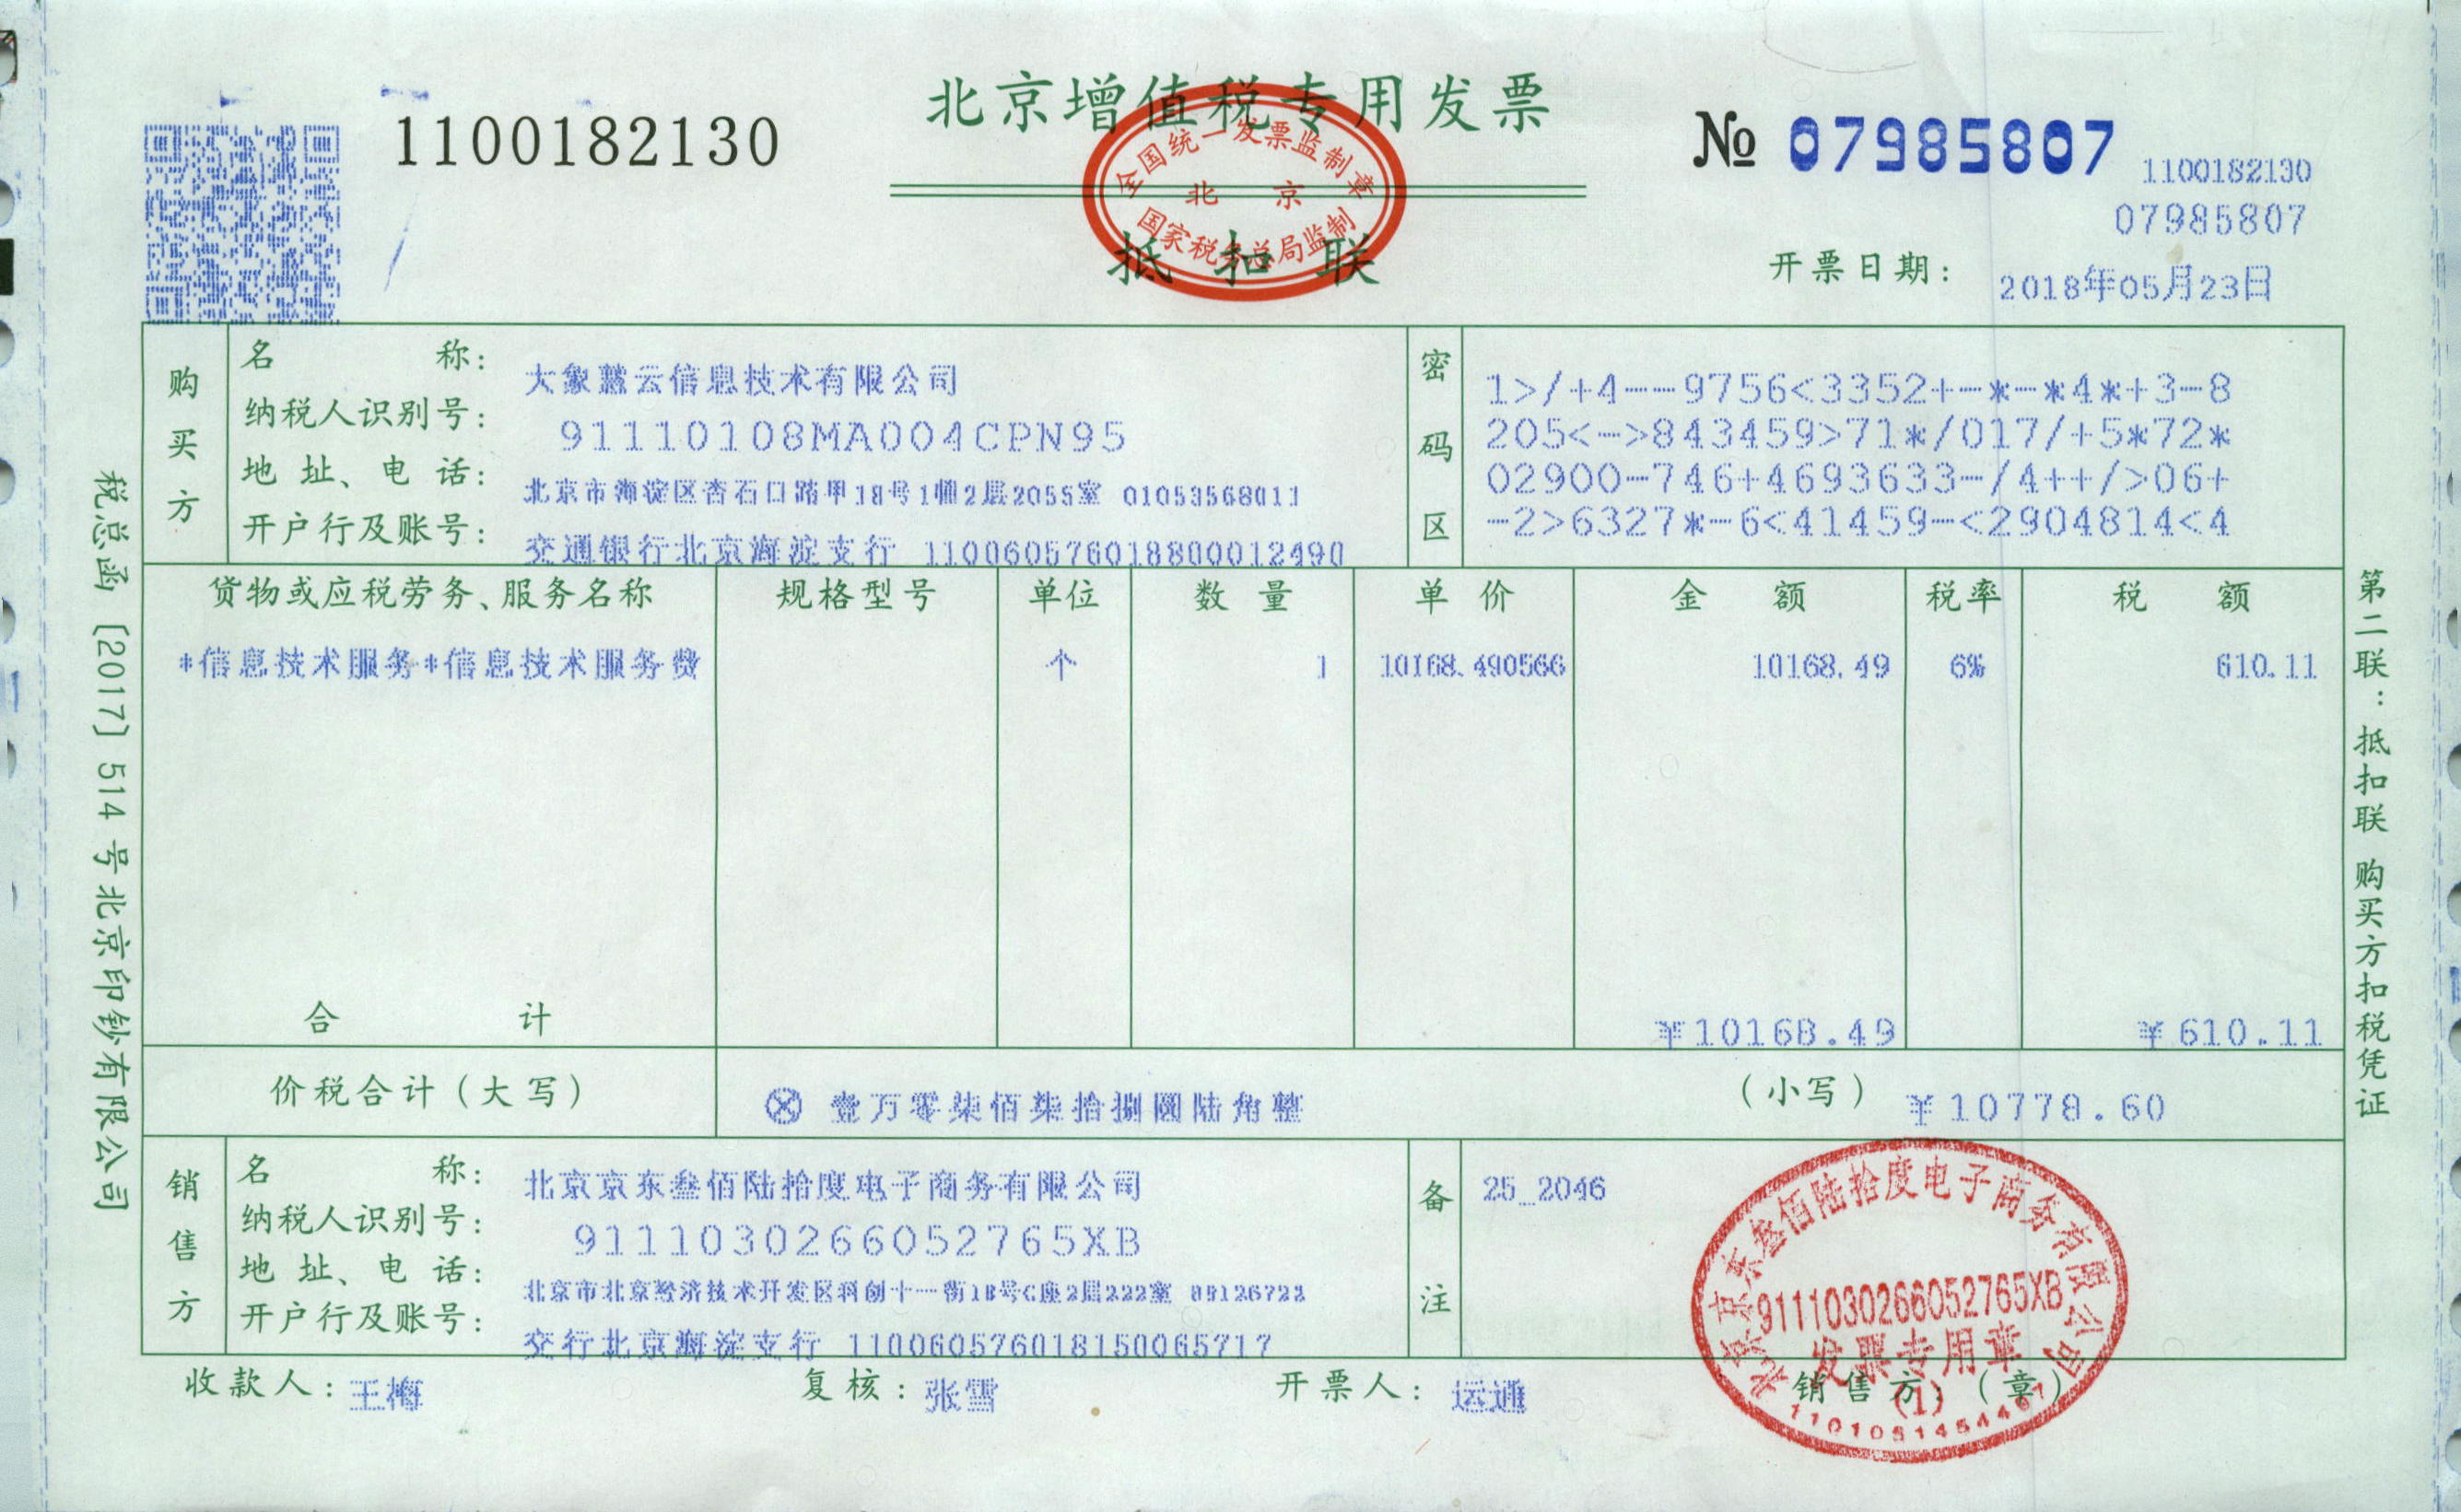 北京增值税专用发票
1100182130
№ 07985807
1100182130
07985807
全国统一发票监制章
北 京
国家税务总局监制
抵 扣 联
开票日期: 2018年05月23日
购买方
名 称: 大象慧云信息技术有限公司
纳税人识别号: 91110108MA004CPN95
地 址、电 话: 北京市海淀区杏石口路甲18号1幢2层2055室 01053568011
开户行及账号: 交通银行北京海淀支行 110060576018800012490
密码区
1>/+4--9756<3352+-*-*4*+3-8
205<->843459>71*/017/+5*72*
02900-746+4693633-/4++/>06+
-2>6327*-6<41459-<2904814<4
货物或应税劳务、服务名称 规格型号 单位 数 量 单 价 金 额 税率 税 额
*信息技术服务*信息技术服务费 个 1 10168.490566 10168.49 6% 610.11
合 计 ¥10168.49 ¥610.11
价税合计(大写) ⊗ 壹万零柒佰柒拾捌圆陆角整 (小写) ¥10778.60
销售方
名 称: 北京京东叁佰陆拾度电子商务有限公司
纳税人识别号: 91110302660527 65XB
地 址、电 话: 北京市北京经济技术开发区科创十一街18号C座2层222室
开户行及账号: 交行北京海淀支行 110060576018150065717
备注
25_2046
北京京东叁佰陆拾度电子商务有限公司
9111030266052765XB
发票专用章
(1)
收款人: 王梅 复核: 张雪 开票人: 运通 销售方:(章)
税总函〔2017〕514号北京印钞有限公司
第二联:抵扣联 购买方扣税凭证